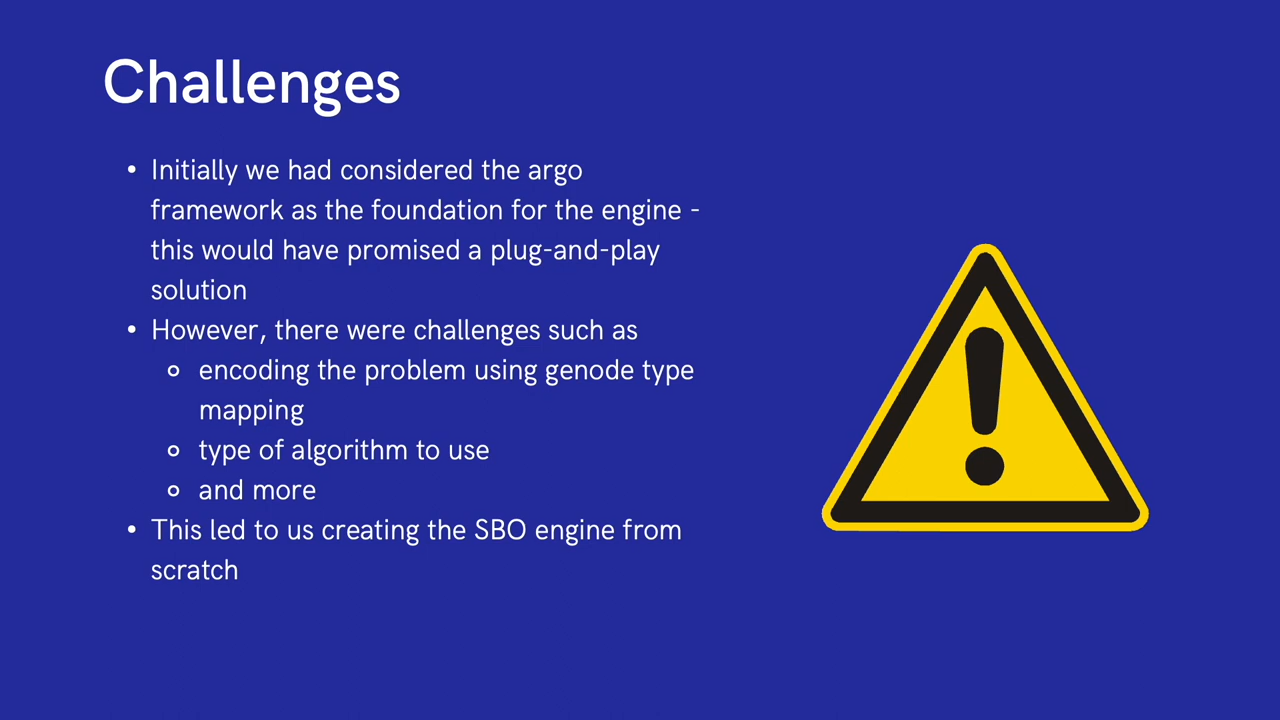 Challenges
• Initially we had considered the argo
framework as the foundation for the engine -
this would have promised a plug-and-play
solution
• However, there were challenges such as
◦ encoding the problem using genode type
mapping
◦ type of algorithm to use
◦ and more
• This led to us creating the SBO engine from
scratch